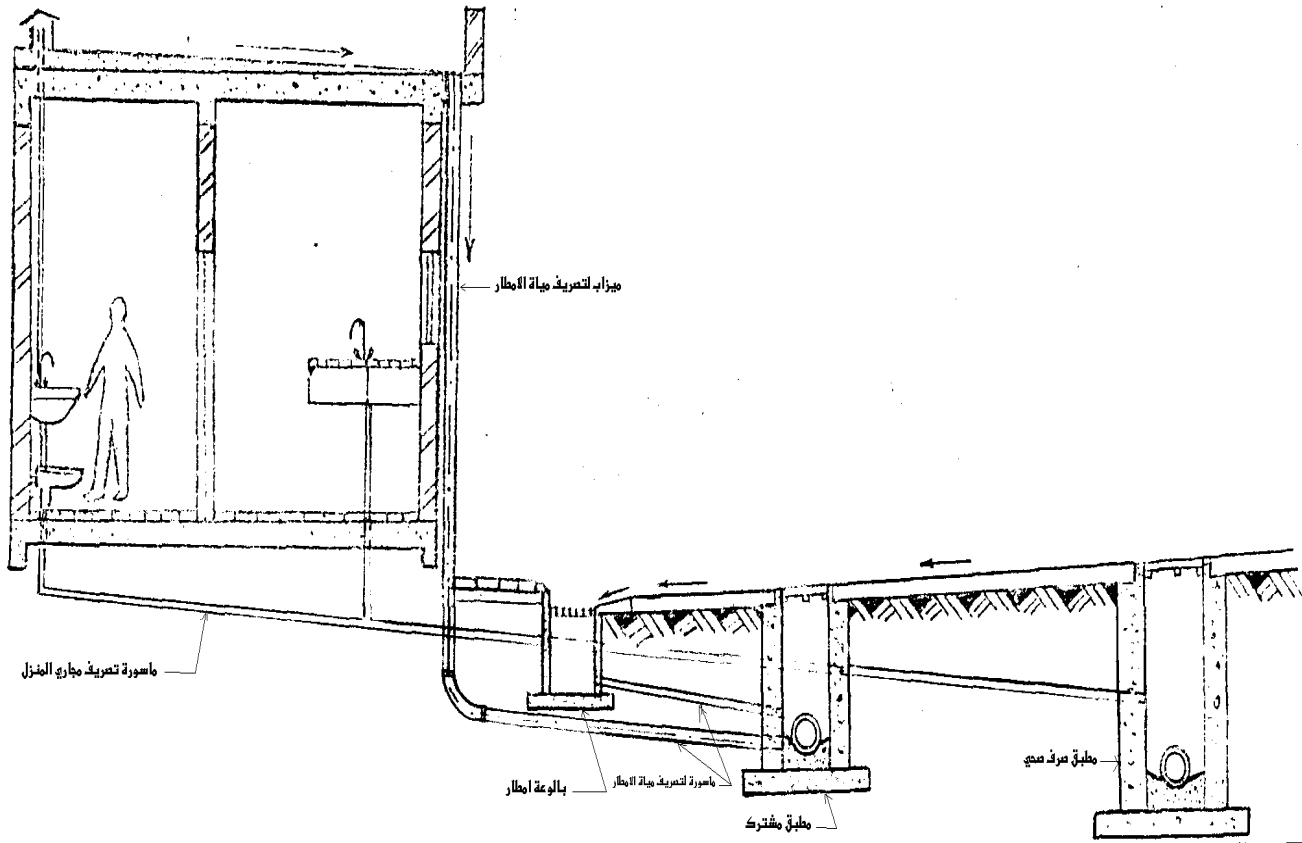 ميزاب لتصريف مياة الامطار
ماسورة تصريف مجاري المنزل
مطبق صرف صحي
ماسورة لتصريف مياة الامطار
بالوعة امطار
مطبق مشترك